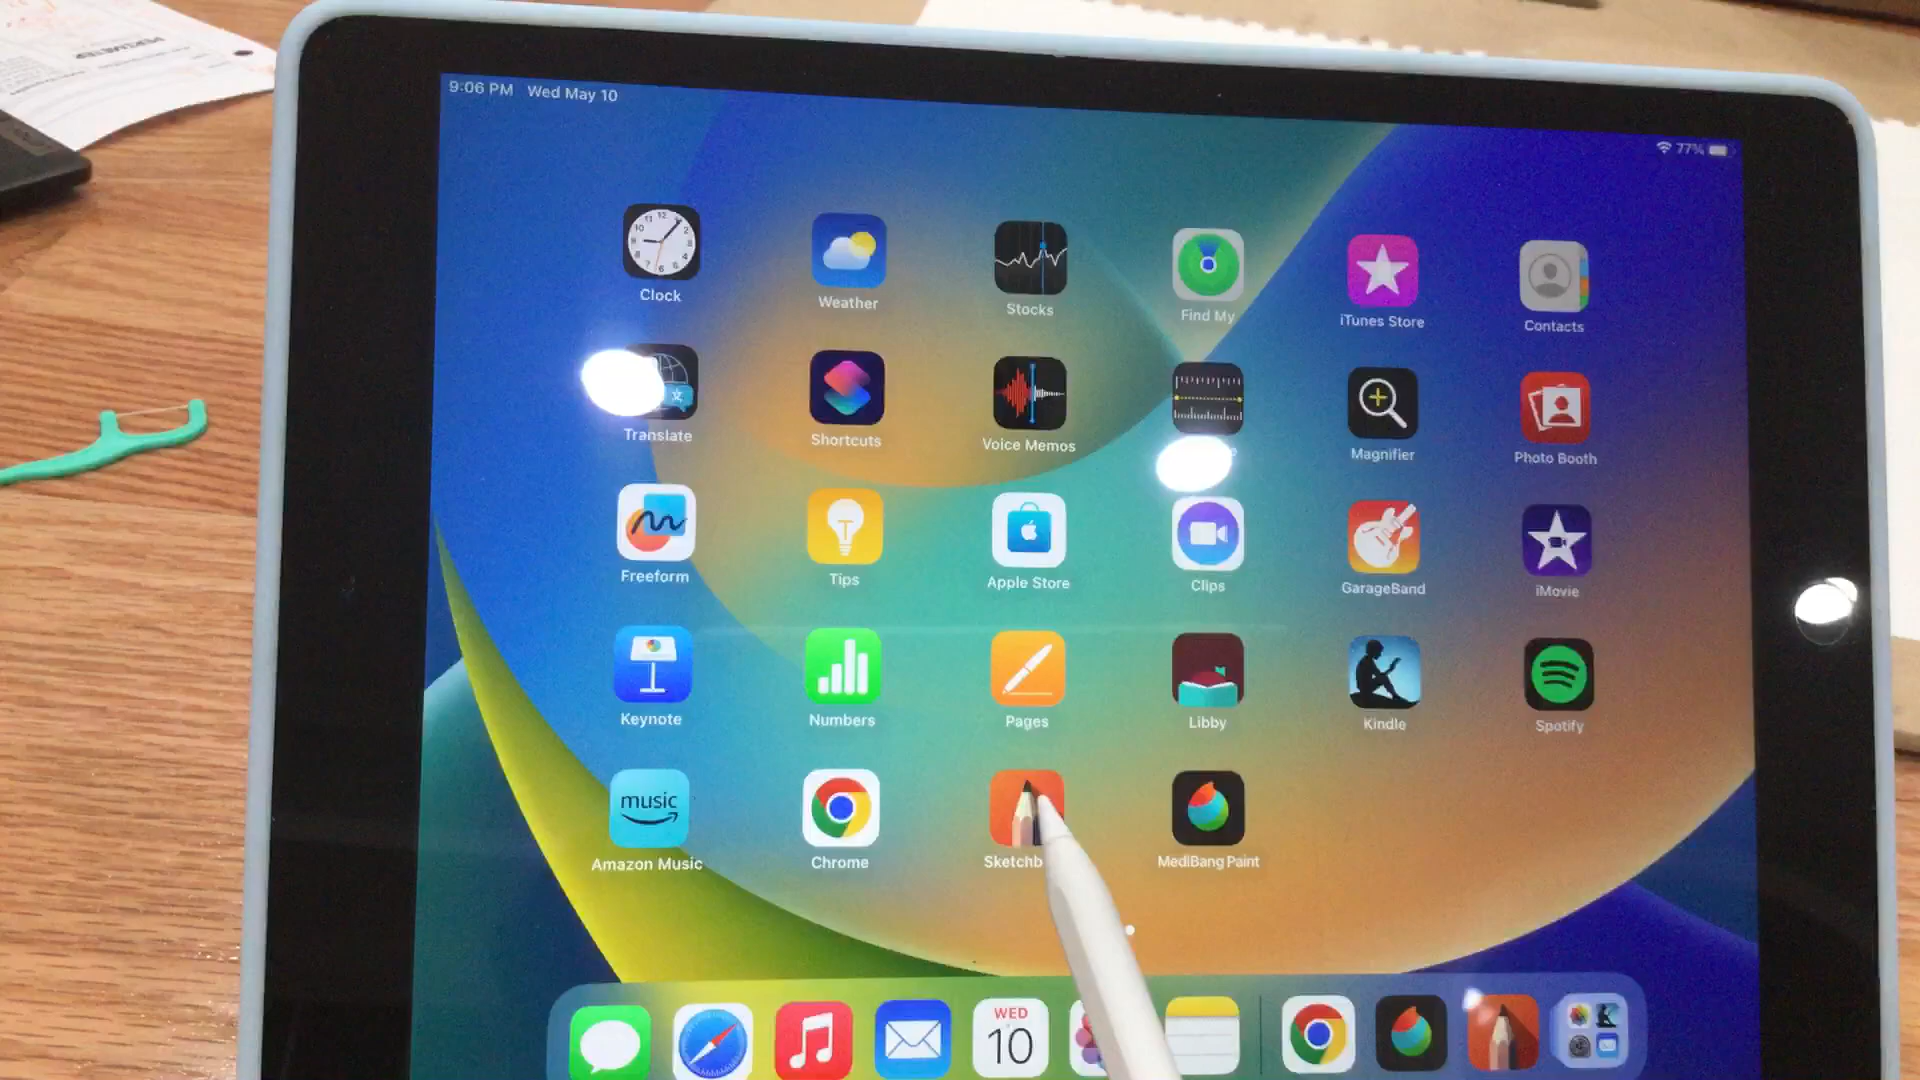 9:06 PM Wed May 10
77%
Clock
Weather
Stocks
Find My
iTunes Store
Contacts
Translate
Shortcuts
Voice Memos
Magnifier
Photo Booth
Freeform
Tips
Apple Store
Clips
GarageBand
iMovie
Keynote
Numbers
Pages
Libby
Kindle
Spotify
music
Amazon Music
Chrome
Sketchb
MediBang Paint
WED
10